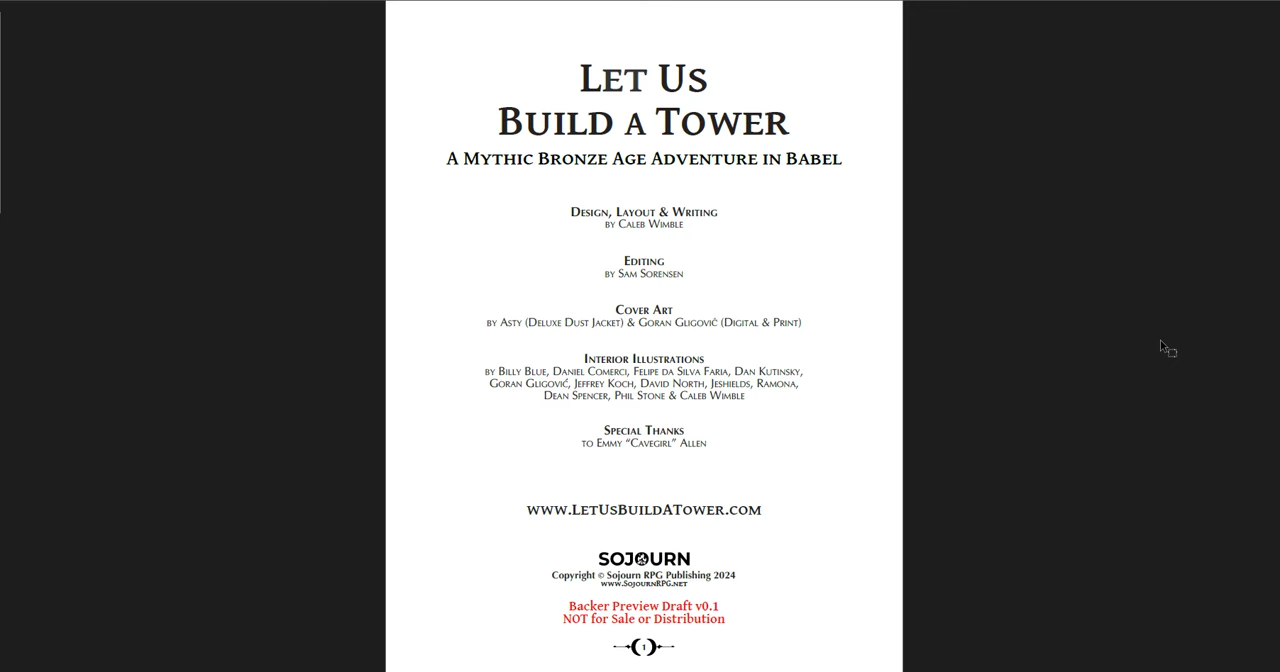 Let Us
Build a Tower
A Mythic Bronze Age Adventure in Babel
Design, Layout & Writing
by Caleb Wimble
Editing
by Sam Sorensen
Cover Art
by Asty (Deluxe Dust Jacket) & Goran Gligovič (Digital & Print)
Interior Illustrations
by Billy Blue, Daniel Comerci, Felipe da Silva Faria, Dan Kutinsky,
Goran Gligović, Jeffrey Koch, David North, Jeshields, Ramona,
Dean Spencer, Phil Stone & Caleb Wimble
Special Thanks
to Emmy “Cavegirl” Allen
www.LetUsBuildATower.com
SOJOURN
Copyright © Sojourn RPG Publishing 2024
www.SojournRPG.net
Backer Preview Draft v0.1
NOT for Sale or Distribution
1